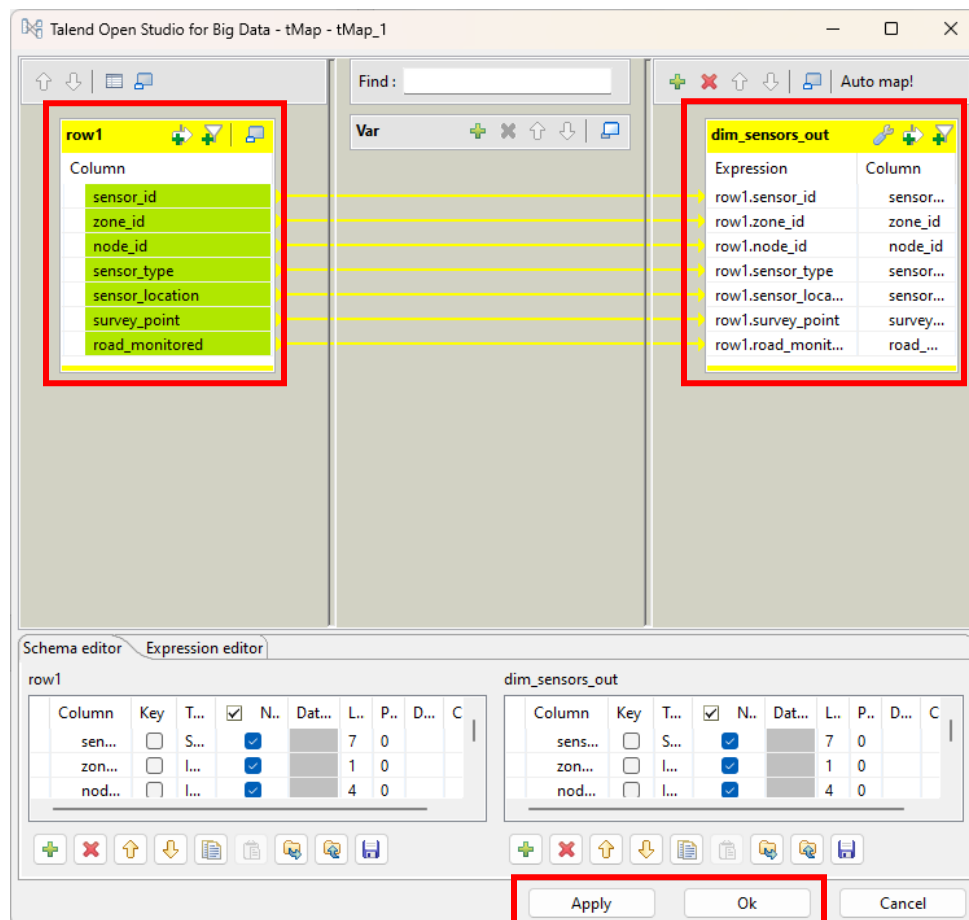 Talend Open Studio for Big Data - tMap - tMap_1
Find :
Auto map!
row1
Var
dim_sensors_out
Column
Expression Column
sensor_id
row1.sensor_id sensor...
zone_id
row1.zone_id zone_id
node_id
row1.node_id node_id
sensor_type
row1.sensor_type sensor...
sensor_location
row1.sensor_loca... sensor...
survey_point
row1.survey_point survey...
road_monitored
row1.road_monit... road_...
Schema editor Expression editor
row1
dim_sensors_out
Column Key T... N.. Dat... L.. P.. D... C
sen... S... 7 0
zon... I... 1 0
nod... I... 4 0
Column Key T... N.. Dat... L.. P.. D... C
sens... S... 7 0
zon... I... 1 0
nod... I... 4 0
Apply Ok Cancel